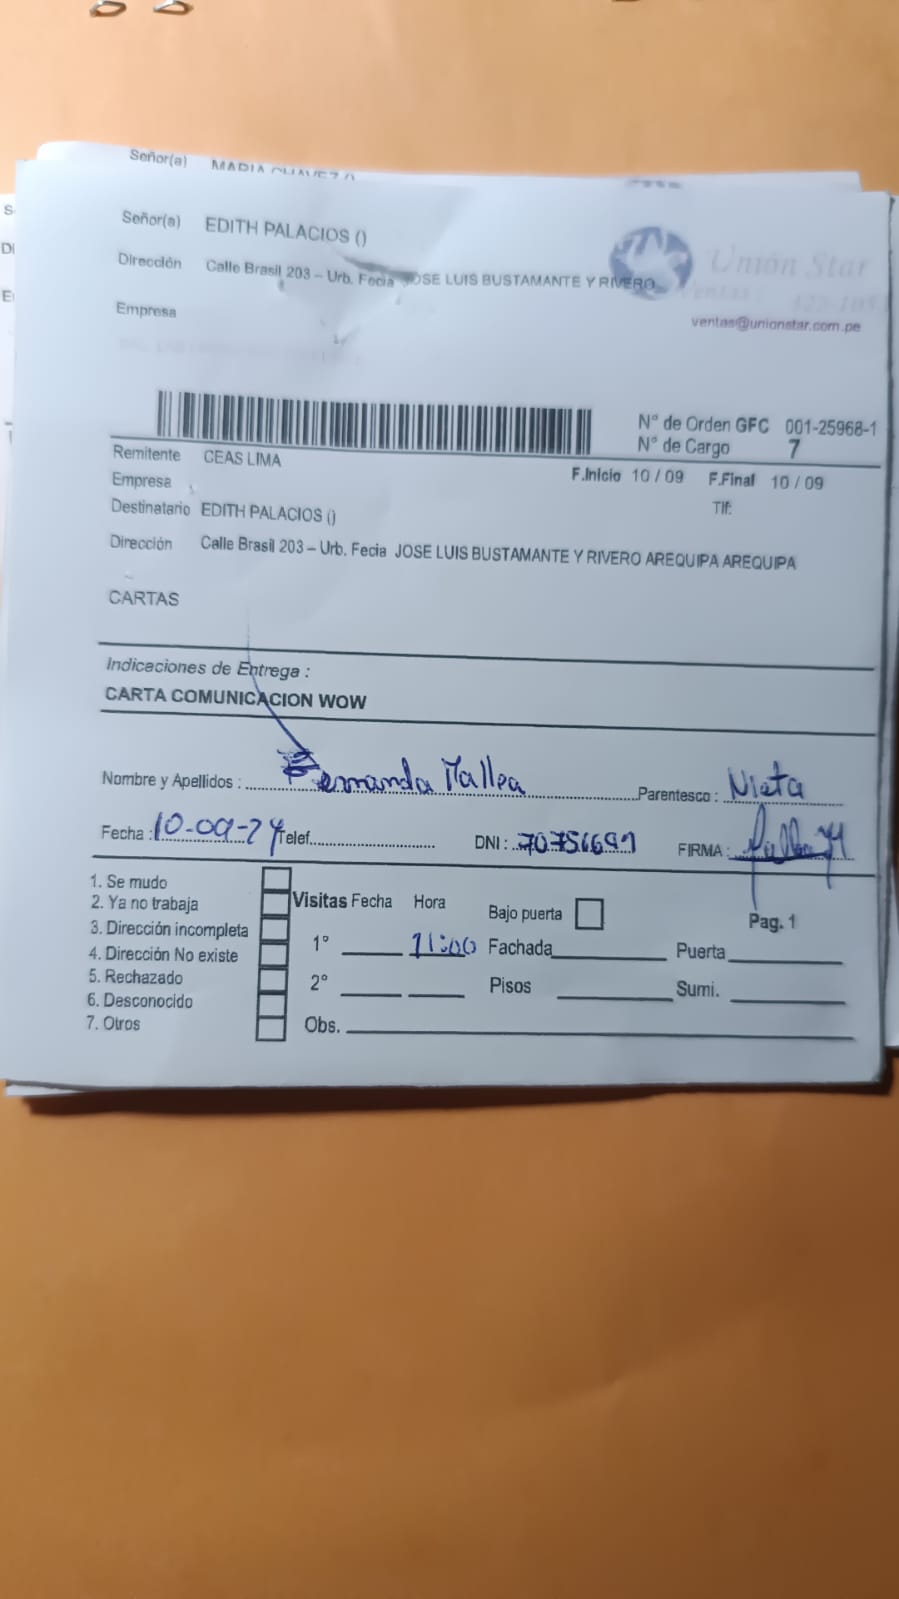 Señor(a) MARIA CHAVEZ ()
Señor(a) EDITH PALACIOS ()
Dirección Calle Brasil 203 – Urb. Fecia JOSE LUIS BUSTAMANTE Y RIVERO
Empresa
Unión Star
ventas@unionstar.com.pe
N° de Orden GFC 001-25968-1
N° de Cargo 7
Remitente CEAS LIMA
F.Inicio 10 / 09 F.Final 10 / 09
Empresa
Tlf:
Destinatario EDITH PALACIOS ()
Dirección Calle Brasil 203 – Urb. Fecia JOSE LUIS BUSTAMANTE Y RIVERO AREQUIPA AREQUIPA
CARTAS
Indicaciones de Entrega :
CARTA COMUNICACION WOW
Nombre y Apellidos : Fernanda Mallea Parentesco : Nieta
Fecha : 10-09-24 Telef. DNI : 70756691 FIRMA :
1. Se mudo
2. Ya no trabaja
3. Dirección incompleta
4. Dirección No existe
5. Rechazado
6. Desconocido
7. Otros
Visitas Fecha Hora Bajo puerta Pag. 1
1° 11:00 Fachada Puerta
2° Pisos Sumi.
Obs.